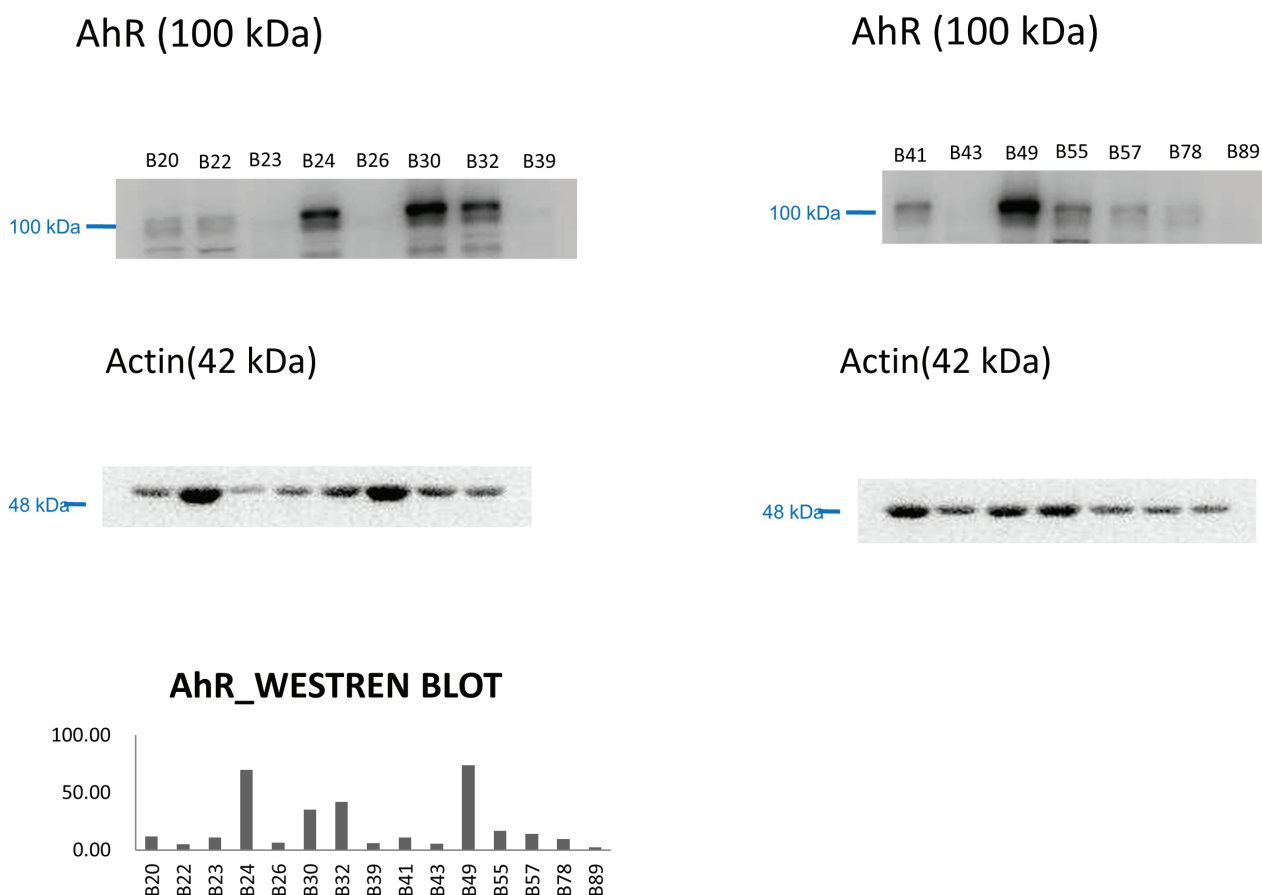 AhR (100 kDa)
B20 B22 B23 B24 B26 B30 B32 B39
100 kDa
Actin(42 kDa)
48 kDa
AhR (100 kDa)
B41 B43 B49 B55 B57 B78 B89
100 kDa
Actin(42 kDa)
48 kDa
AhR_WESTREN BLOT
100.00
50.00
0.00
B20 B22 B23 B24 B26 B30 B32 B39 B41 B43 B49 B55 B57 B78 B89